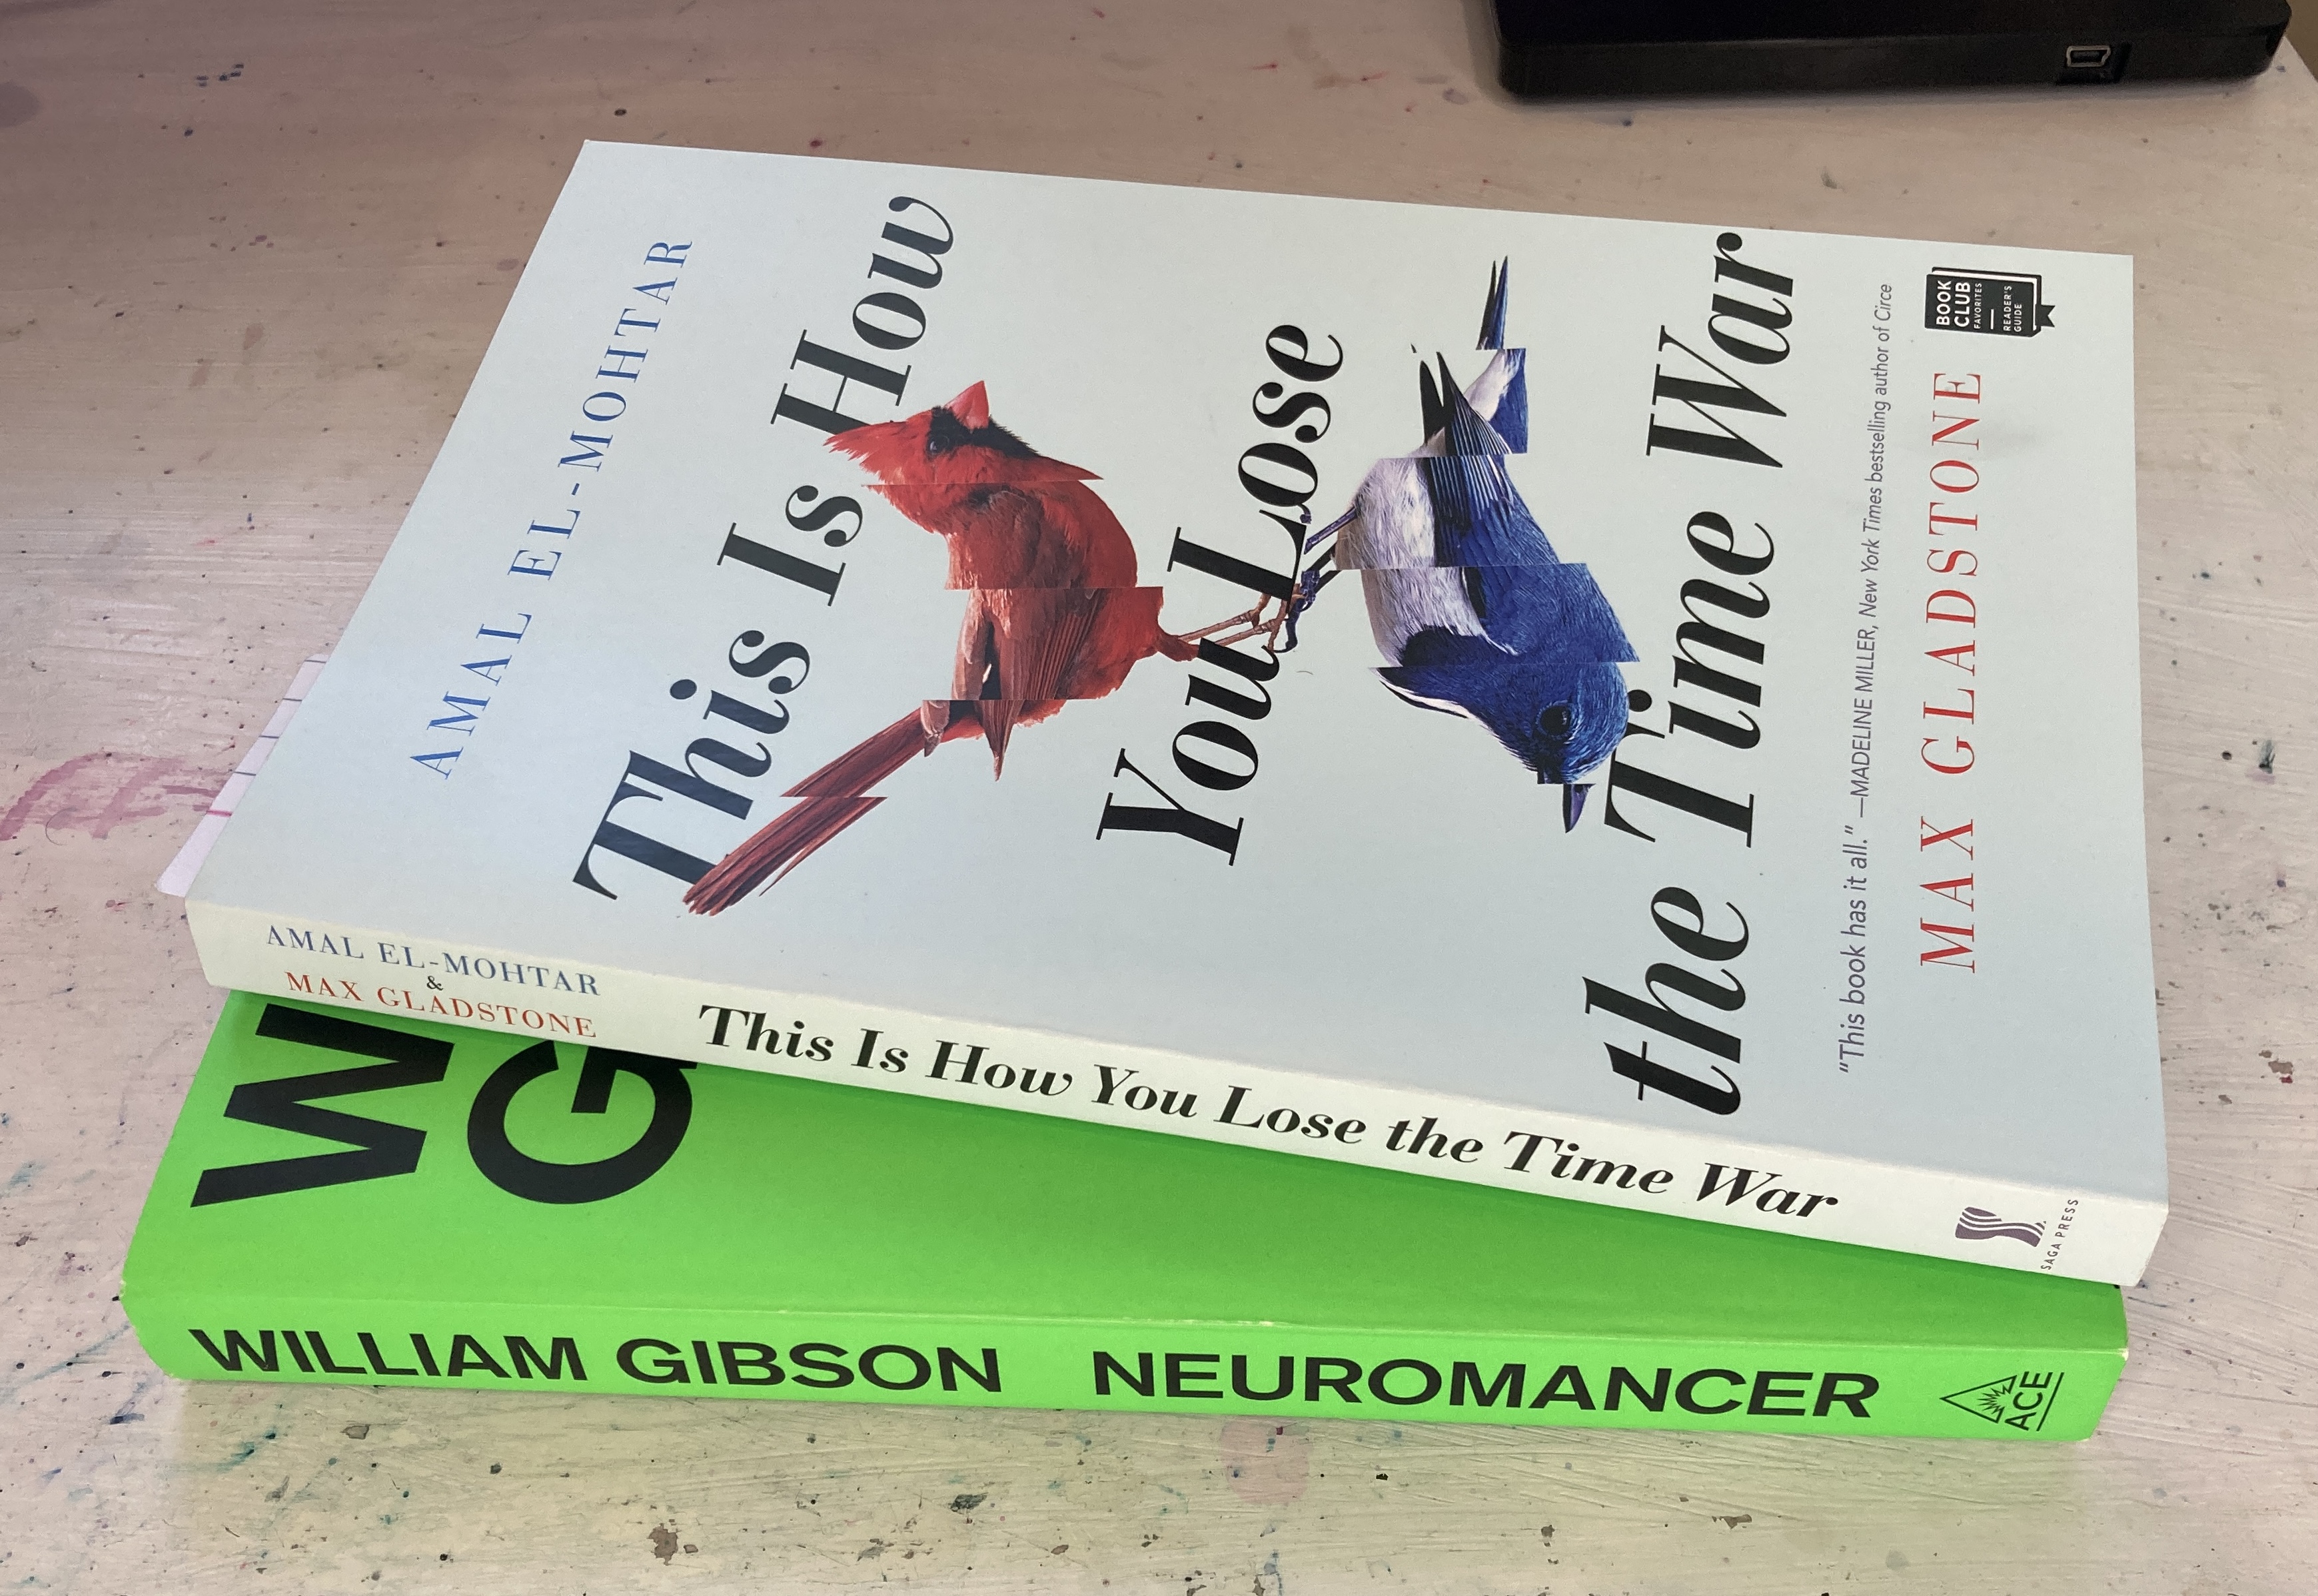 AMAL EL-MOHTAR
This Is How
You Lose
the Time War
"This book has it all." —MADELINE MILLER, New York Times bestselling author of Circe
MAX GLADSTONE
BOOK
CLUB
FAVORITES
READER'S
GUIDE
AMAL EL-MOHTAR
&
MAX GLADSTONE
This Is How You Lose the Time War
SAGA PRESS
W
G
WILLIAM GIBSON NEUROMANCER
ACE